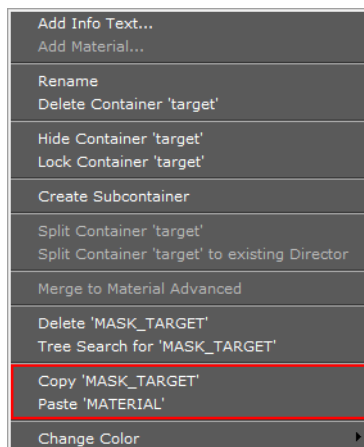 Add Info Text...
Add Material...
Rename
Delete Container 'target'
Hide Container 'target'
Lock Container 'target'
Create Subcontainer
Split Container 'target'
Split Container 'target' to existing Director
Merge to Material Advanced
Delete 'MASK_TARGET'
Tree Search for 'MASK_TARGET'
Copy 'MASK_TARGET'
Paste 'MATERIAL'
Change Color